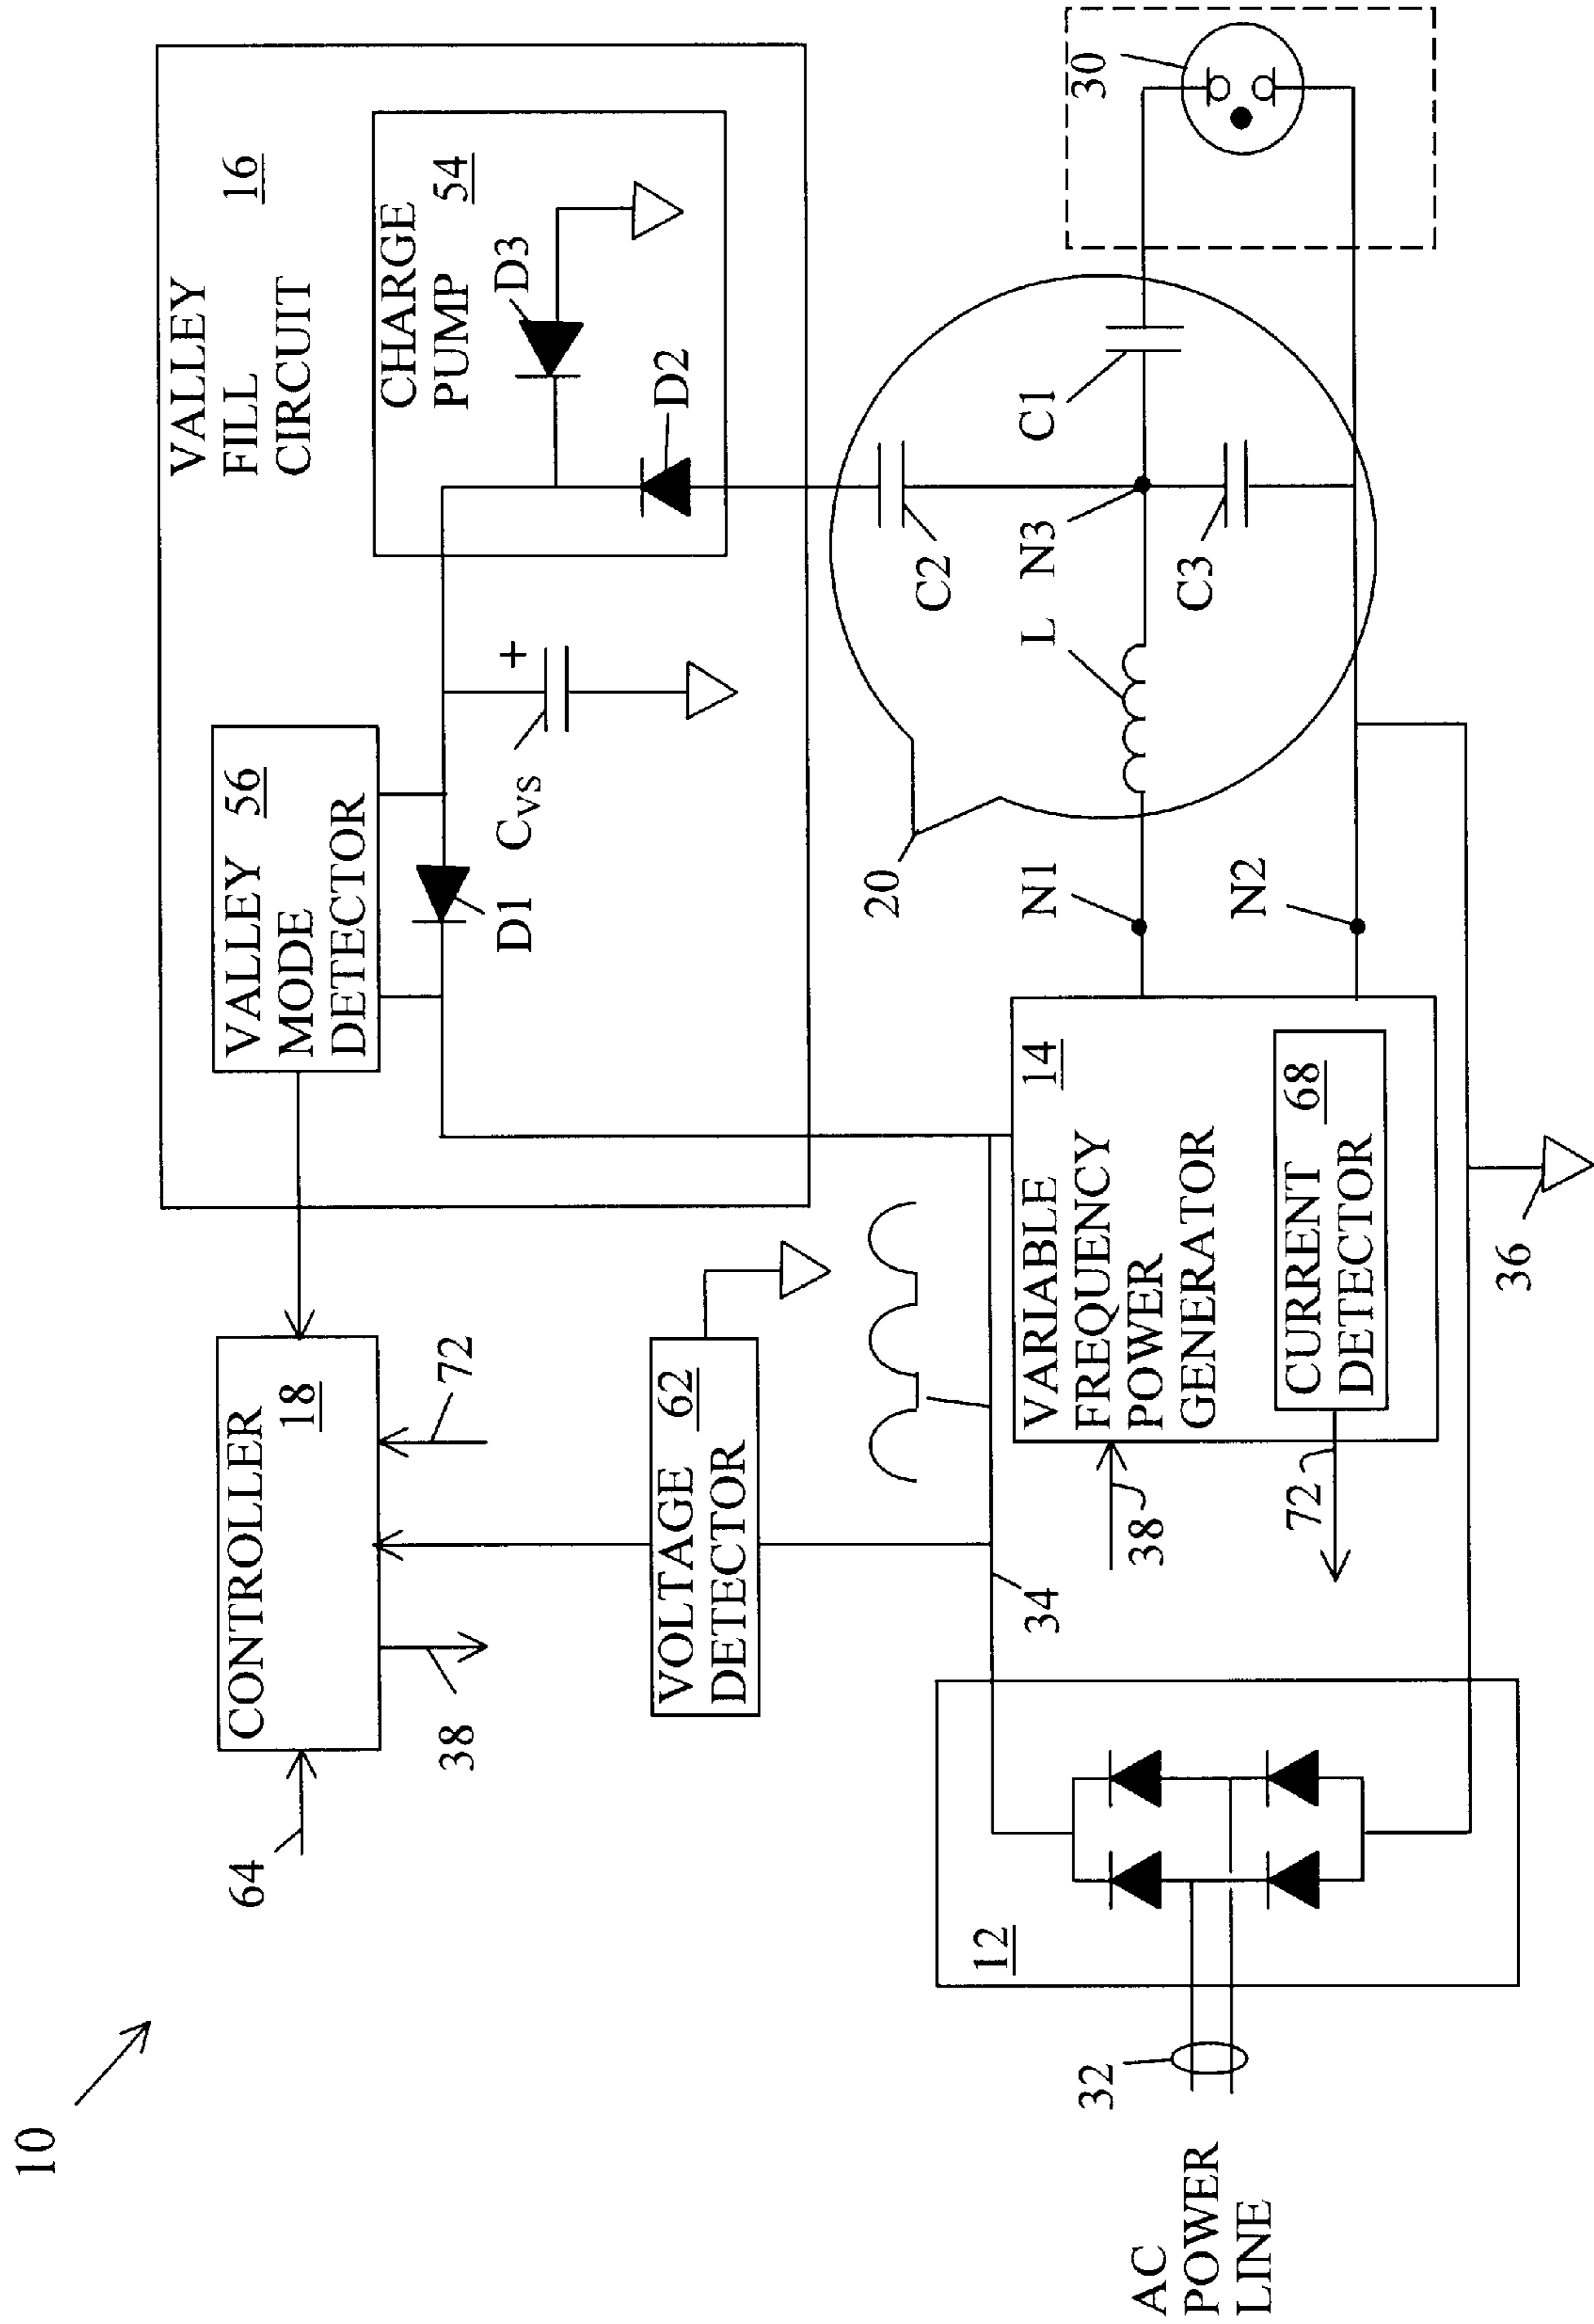 10
64
CONTROLLER
18
38
72
VALLEY
FILL
CIRCUIT
16
VALLEY 56
MODE
DETECTOR
D1
CVS
+
CHARGE
PUMP 54
D3
D2
VOLTAGE 62
DETECTOR
34
20
C2
N3
C1
L
C3
30
N1
N2
VARIABLE 14
FREQUENCY
POWER
GENERATOR
CURRENT 68
DETECTOR
38
72
36
12
32
AC
POWER
LINE